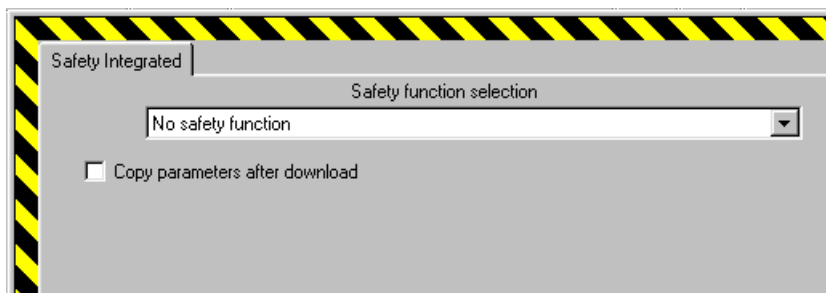 Safety Integrated
Safety function selection
No safety function
Copy parameters after download